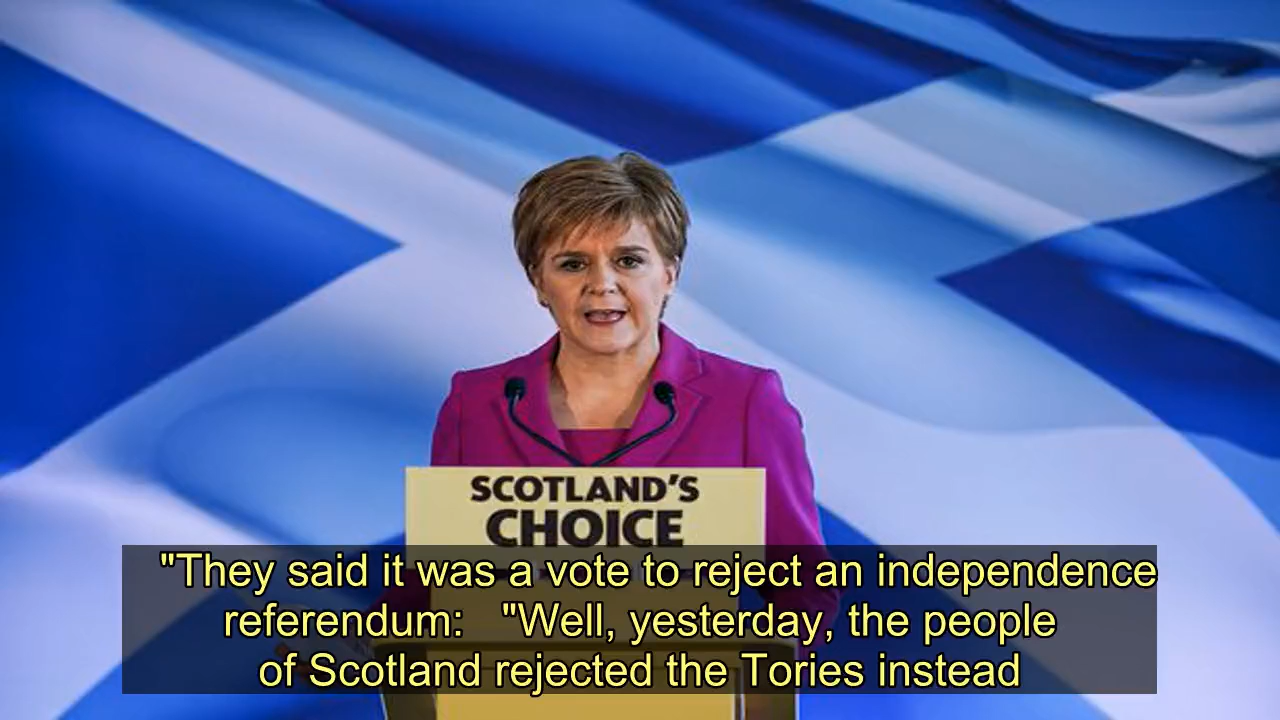 SCOTLAND'S
CHOICE
"They said it was a vote to reject an independence
referendum:   "Well, yesterday, the people
of Scotland rejected the Tories instead